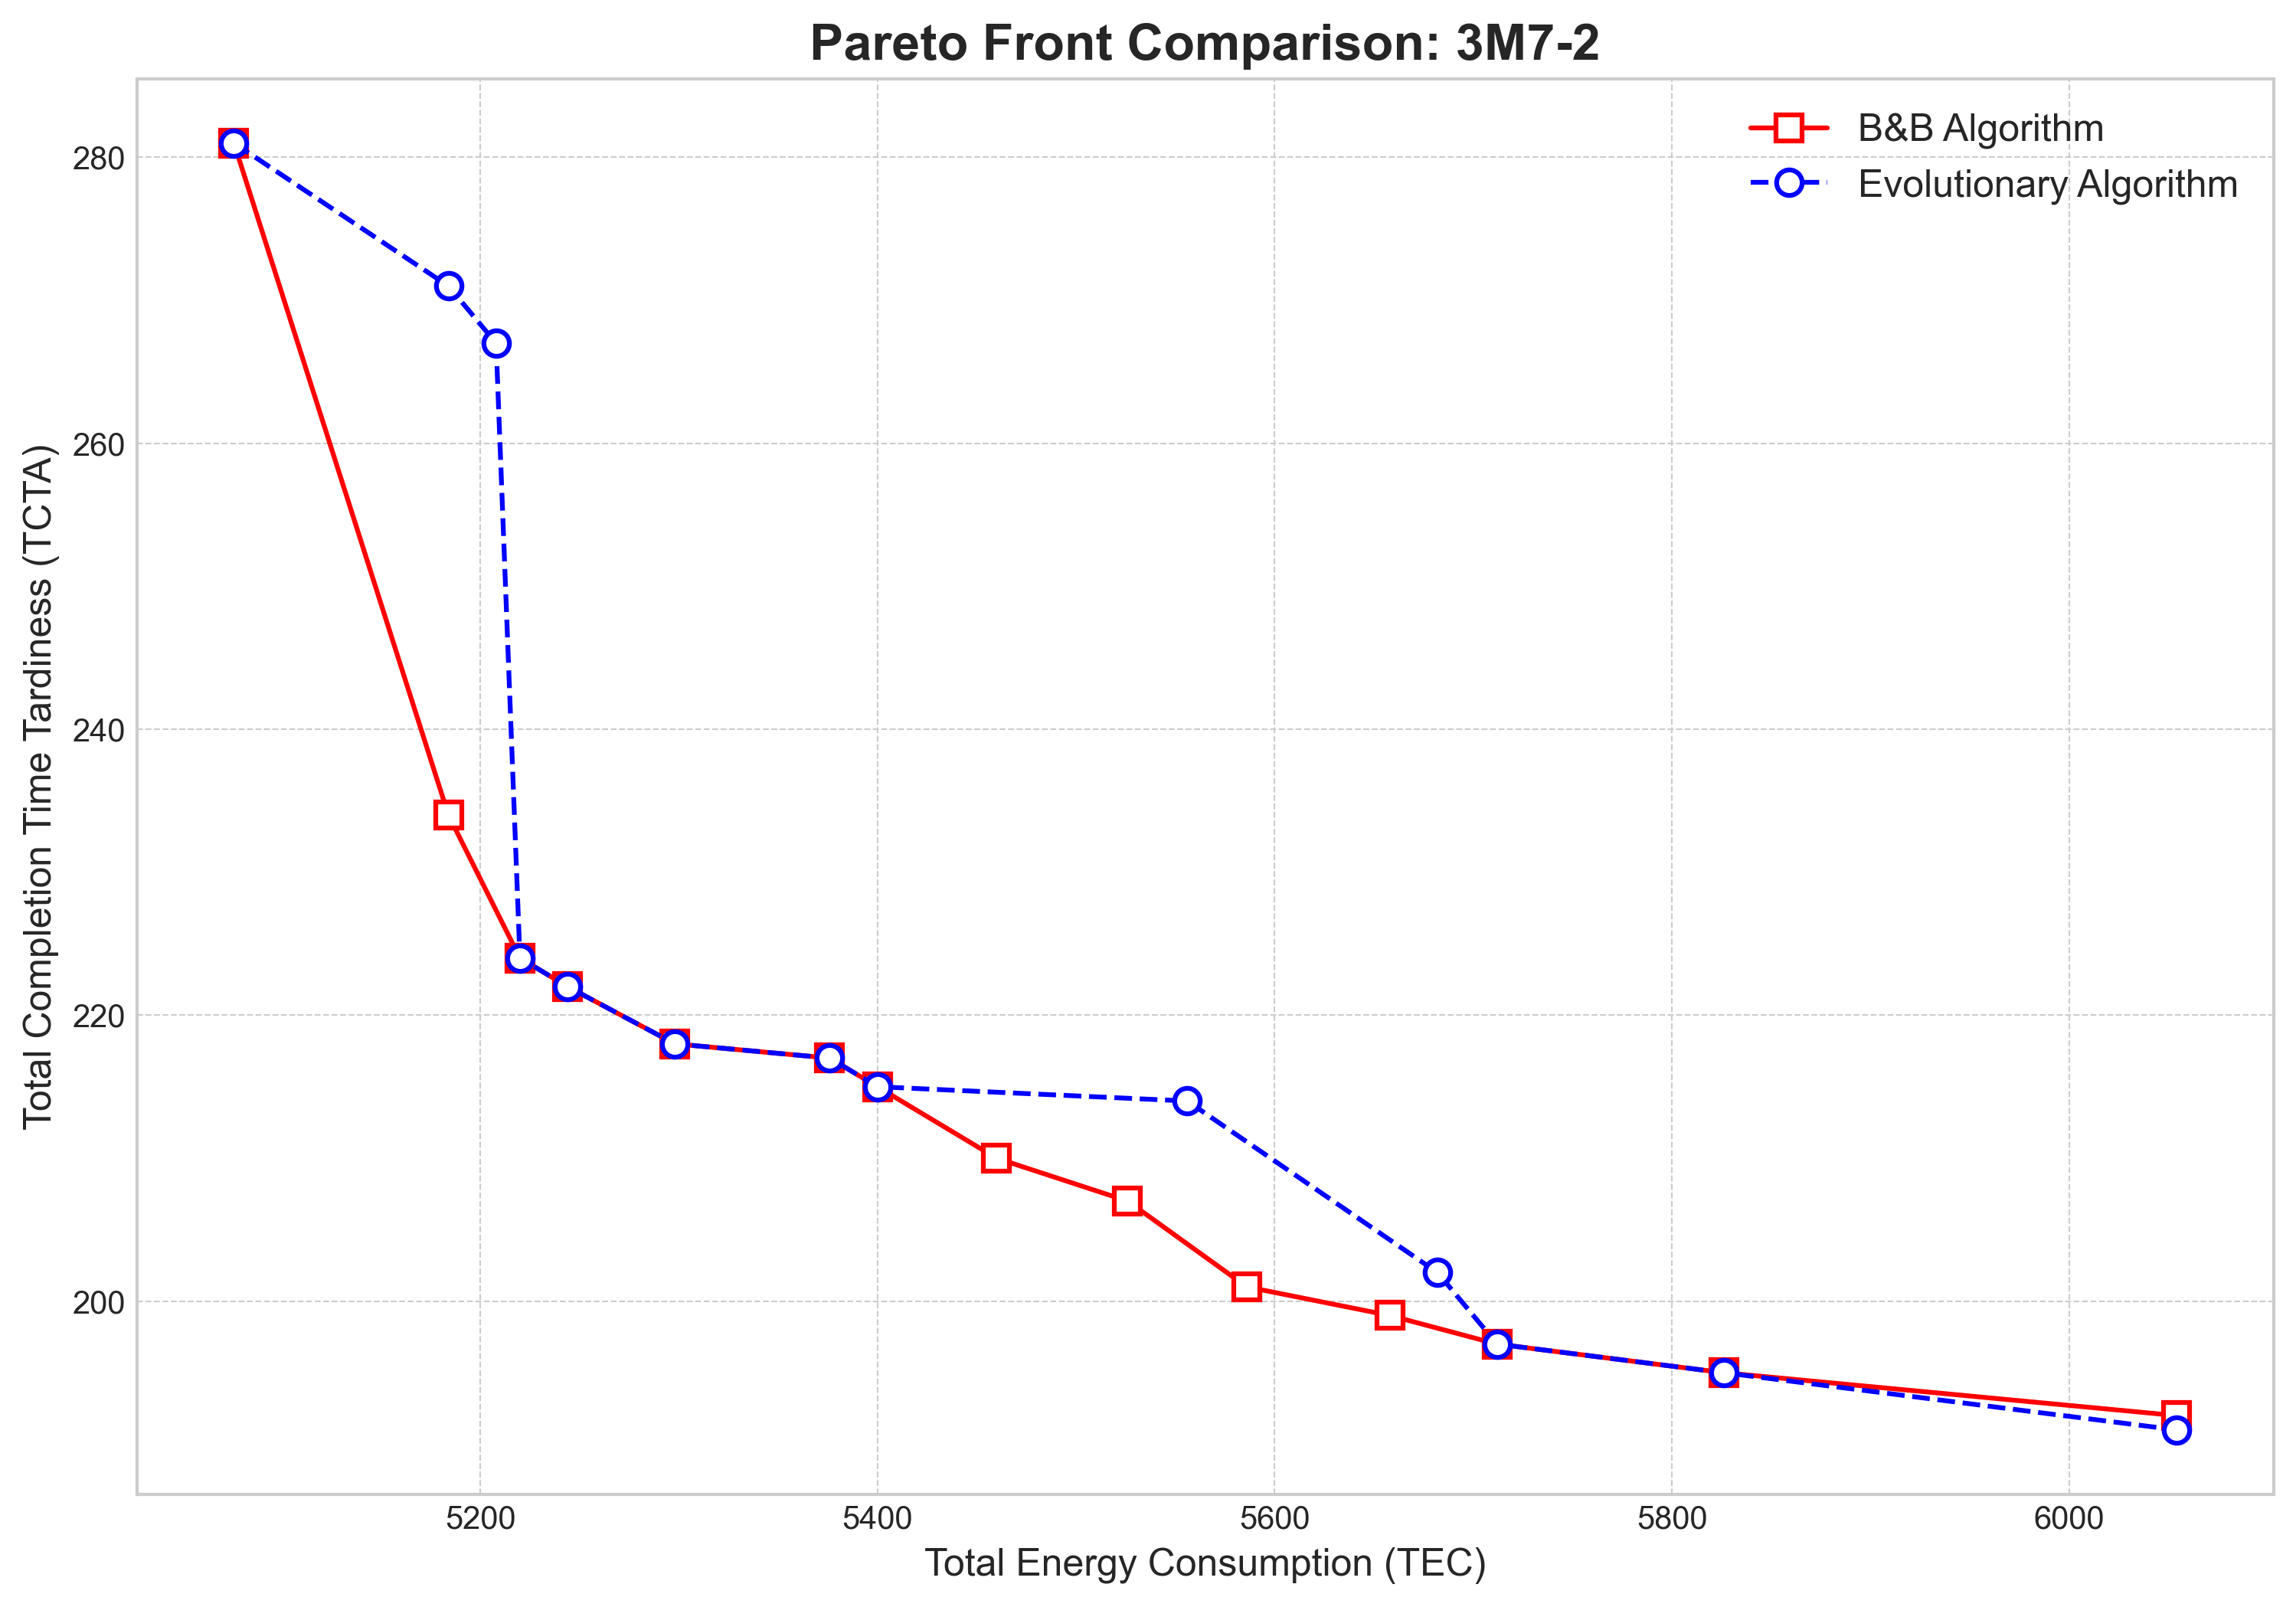 Pareto Front Comparison: 3M7-2
B&B Algorithm
Evolutionary Algorithm
Total Completion Time Tardiness (TCTA)
280
260
240
220
200
5200
5400
5600
5800
6000
Total Energy Consumption (TEC)